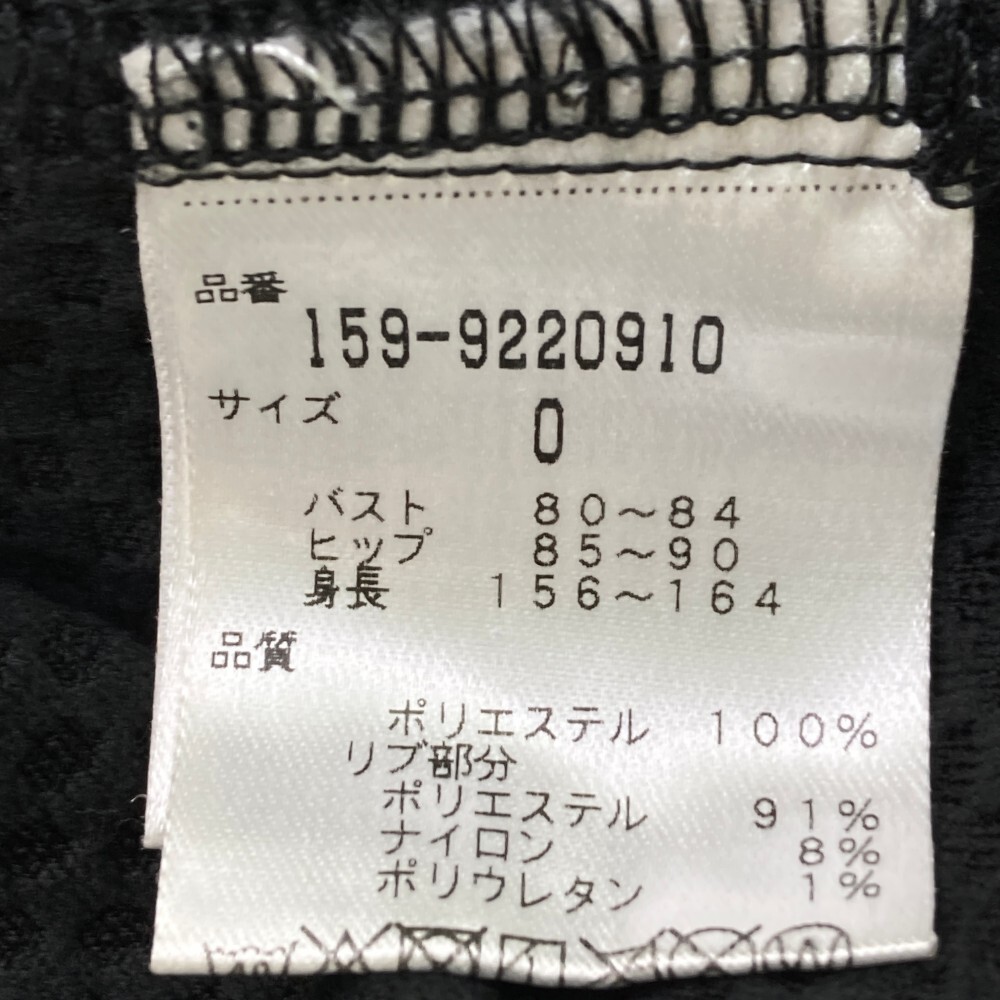 品番
159-9220910
サイズ 0
バスト 80～84
ヒップ 85～90
身長 156～164
品質
ポリエステル 100%
リブ部分
ポリエステル 91%
ナイロン 8%
ポリウレタン 1%